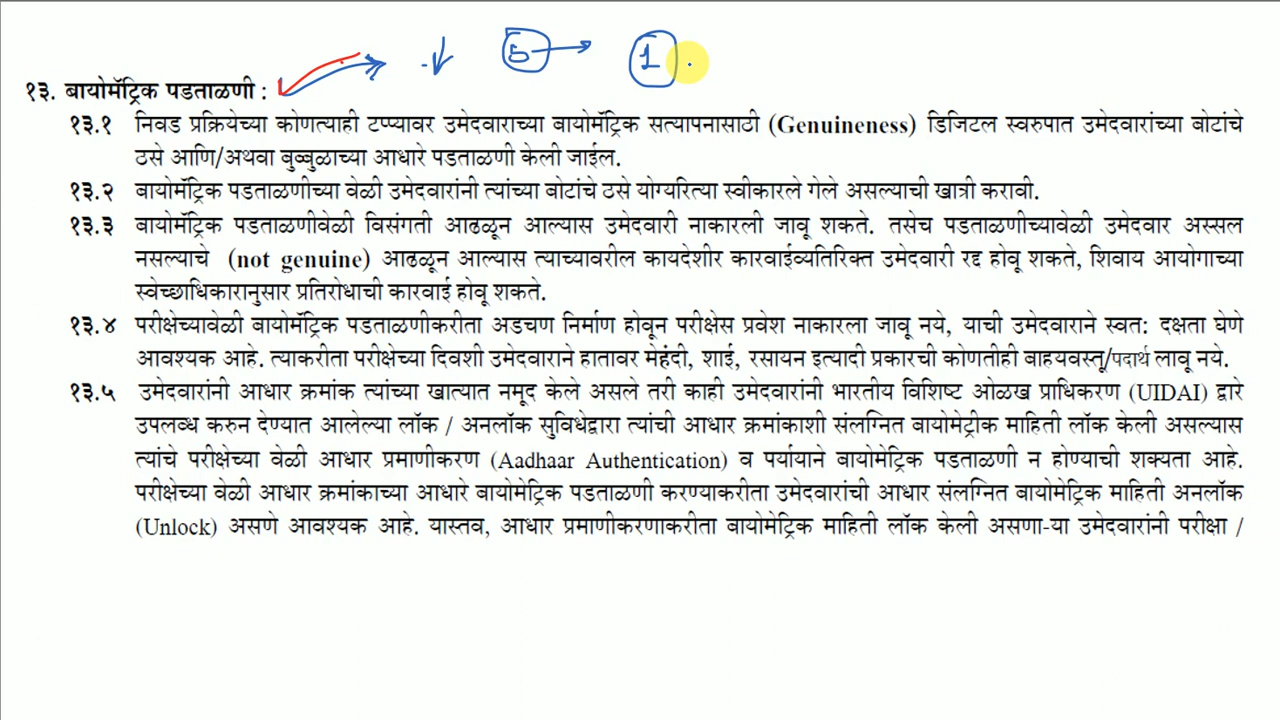 5 1
१३. बायोमॅट्रिक पडताळणी :
१३.१ निवड प्रक्रियेच्या कोणत्याही टप्प्यावर उमेदवाराच्या बायोमॅट्रिक सत्यापनासाठी (Genuineness) डिजिटल स्वरुपात उमेदवारांच्या बोटांचे
ठसे आणि/अथवा बुब्बुळाच्या आधारे पडताळणी केली जाईल.
१३.२ बायोमॅट्रिक पडताळणीच्या वेळी उमेदवारांनी त्यांच्या बोटांचे ठसे योग्यरित्या स्वीकारले गेले असल्याची खात्री करावी.
१३.३ बायोमॅट्रिक पडताळणीवेळी विसंगती आढळून आल्यास उमेदवारी नाकारली जावू शकते. तसेच पडताळणीच्यावेळी उमेदवार अस्सल
नसल्याचे (not genuine) आढळून आल्यास त्याच्यावरील कायदेशीर कारवाईव्यतिरिक्त उमेदवारी रद्द होवू शकते, शिवाय आयोगाच्या
स्वेच्छाधिकारानुसार प्रतिरोधाची कारवाई होवू शकते.
१३.४ परीक्षेच्यावेळी बायोमॅट्रिक पडताळणीकरीता अडचण निर्माण होवून परीक्षेस प्रवेश नाकारला जावू नये, याची उमेदवाराने स्वत: दक्षता घेणे
आवश्यक आहे. त्याकरीता परीक्षेच्या दिवशी उमेदवाराने हातावर मेहंदी, शाई, रसायन इत्यादी प्रकारची कोणतीही बाहयवस्तू/पदार्थ लावू नये.
१३.५ उमेदवारांनी आधार क्रमांक त्यांच्या खात्यात नमूद केले असले तरी काही उमेदवारांनी भारतीय विशिष्ट ओळख प्राधिकरण (UIDAI) द्वारे
उपलब्ध करुन देण्यात आलेल्या लॉक / अनलॉक सुविधेद्वारा त्यांची आधार क्रमांकाशी संलग्नित बायोमेट्रीक माहिती लॉक केली असल्यास
त्यांचे परीक्षेच्या वेळी आधार प्रमाणीकरण (Aadhaar Authentication) व पर्यायाने बायोमेट्रिक पडताळणी न होण्याची शक्यता आहे.
परीक्षेच्या वेळी आधार क्रमांकाच्या आधारे बायोमेट्रिक पडताळणी करण्याकरीता उमेदवारांची आधार संलग्नित बायोमेट्रिक माहिती अनलॉक
(Unlock) असणे आवश्यक आहे. यास्तव, आधार प्रमाणीकरणाकरीता बायोमेट्रिक माहिती लॉक केली असणा-या उमेदवारांनी परीक्षा /